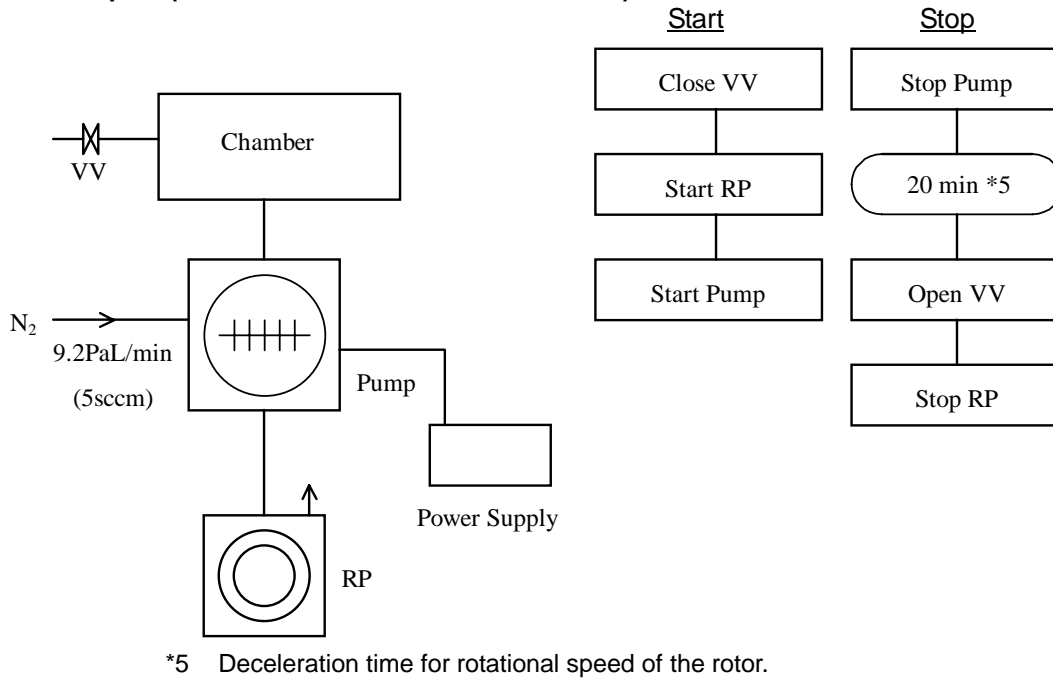 Start
Close VV
Start RP
Start Pump
Stop
Stop Pump
20 min *5
Open VV
Stop RP
Chamber
VV
N₂
9.2PaL/min
(5sccm)
Pump
Power Supply
RP
*5 Deceleration time for rotational speed of the rotor.